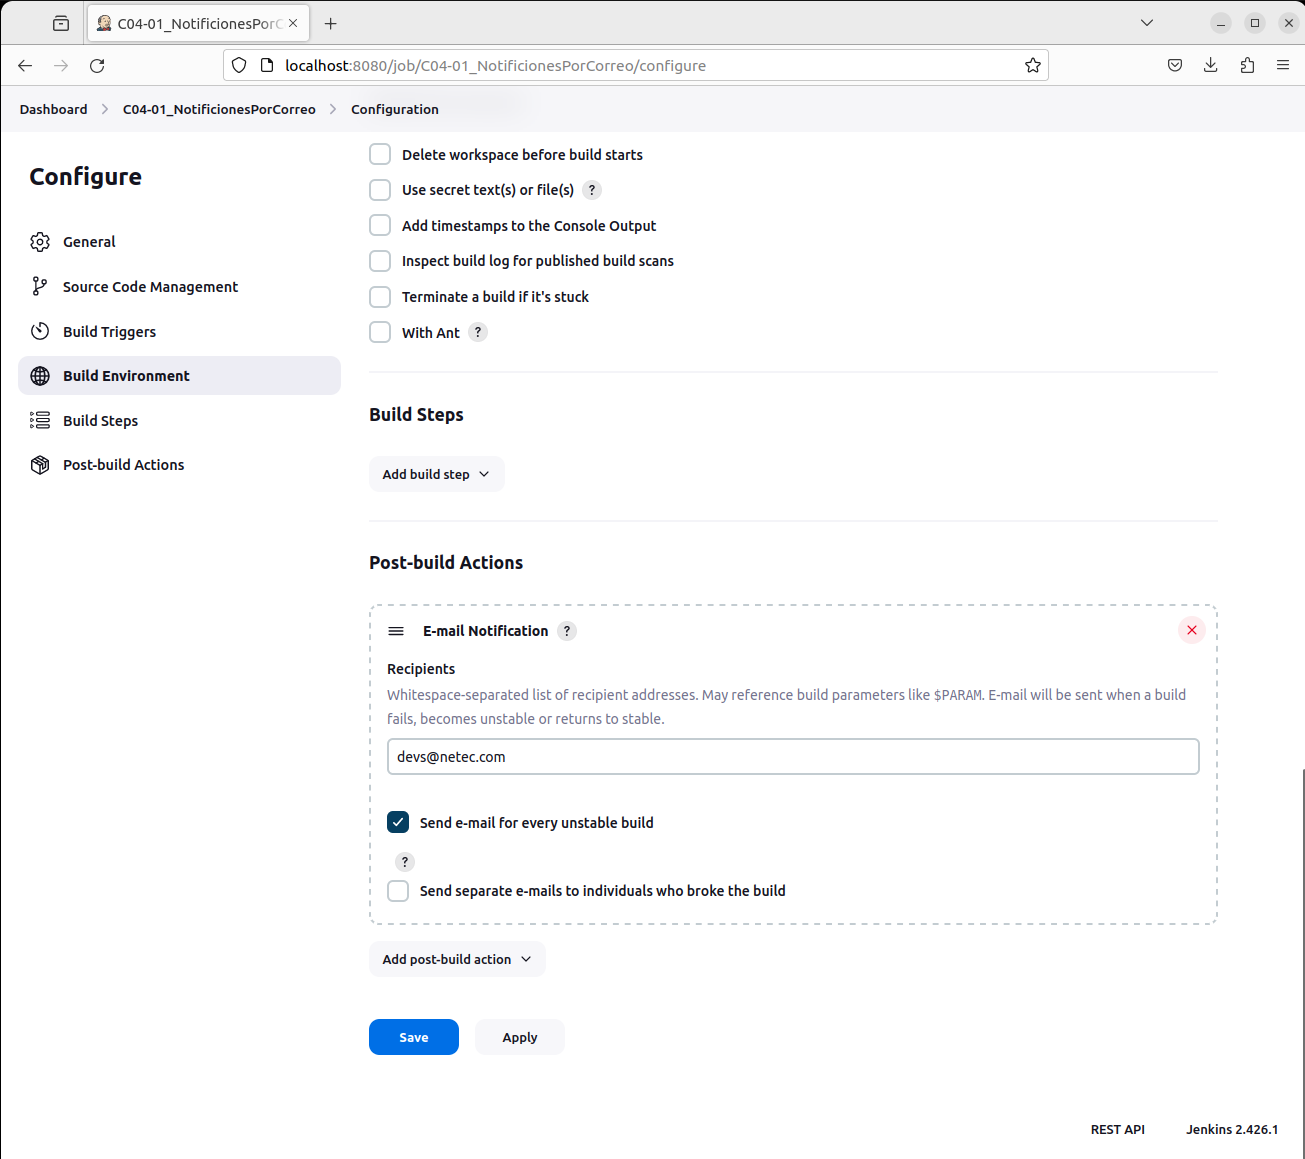 C04-01_NotificionesPorC
localhost:8080/job/C04-01_NotificionesPorCorreo/configure
Dashboard
C04-01_NotificionesPorCorreo
Configuration
Configure
General
Source Code Management
Build Triggers
Build Environment
Build Steps
Post-build Actions
Delete workspace before build starts
Use secret text(s) or file(s) ?
Add timestamps to the Console Output
Inspect build log for published build scans
Terminate a build if it's stuck
With Ant ?
Build Steps
Add build step
Post-build Actions
E-mail Notification ?
Recipients
Whitespace-separated list of recipient addresses. May reference build parameters like $PARAM. E-mail will be sent when a build
fails, becomes unstable or returns to stable.
devs@netec.com
Send e-mail for every unstable build
?
Send separate e-mails to individuals who broke the build
Add post-build action
Save
Apply
REST API
Jenkins 2.426.1